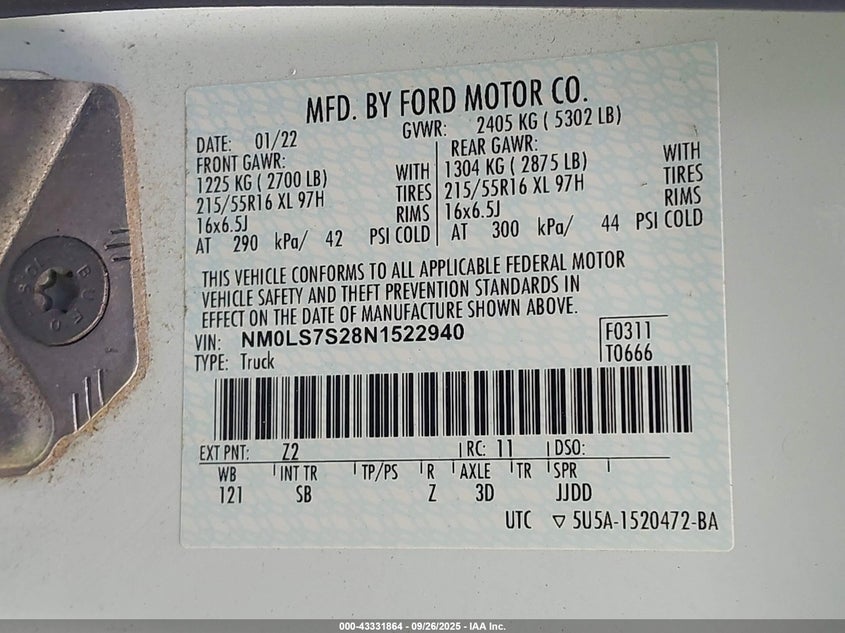 MFD. BY FORD MOTOR CO.
DATE: 01/22 GVWR: 2405 KG ( 5302 LB)
FRONT GAWR:
1225 KG ( 2700 LB) WITH
215/55R16 XL 97H TIRES
16x6.5J RIMS
AT 290 kPa/ 42 PSI COLD
REAR GAWR:
1304 KG ( 2875 LB) WITH
215/55R16 XL 97H TIRES
16x6.5J RIMS
AT 300 kPa/ 44 PSI COLD
THIS VEHICLE CONFORMS TO ALL APPLICABLE FEDERAL MOTOR
VEHICLE SAFETY AND THEFT PREVENTION STANDARDS IN
EFFECT ON THE DATE OF MANUFACTURE SHOWN ABOVE.
VIN: NM0LS7S28N1522940
TYPE: Truck
F0311
T0666
EXT PNT: Z2 RC: 11 DSO:
WB INT TR TP/PS R AXLE TR SPR
121 SB Z 3D JJDD
UTC ▽ 5U5A-1520472-BA
000-43331864 - 09/26/2025 - IAA Inc.